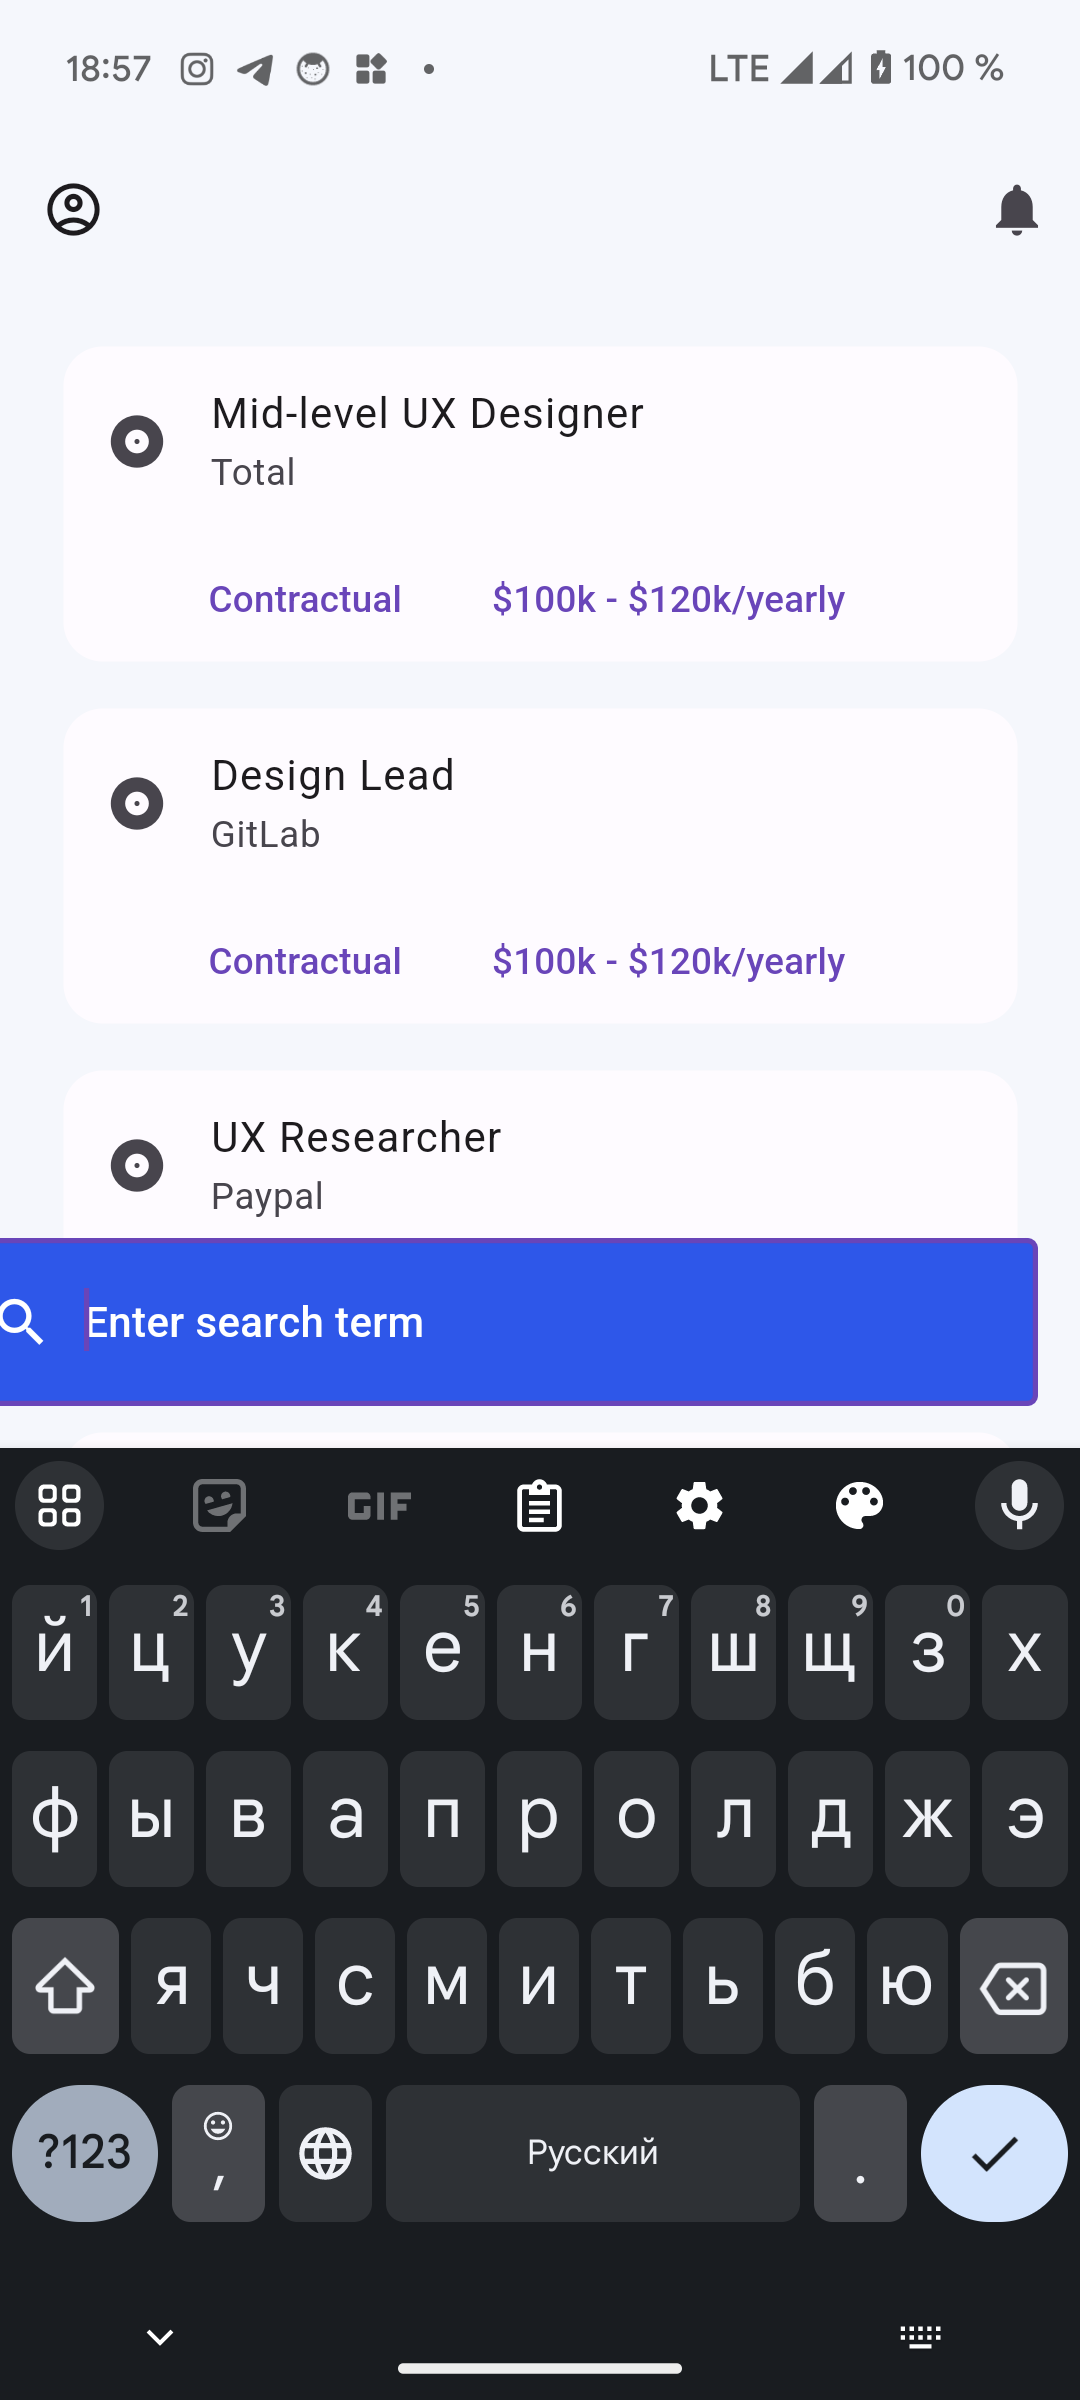 18:57 LTE 100 %
Mid-level UX Designer
Total
Contractual $100k - $120k/yearly
Design Lead
GitLab
Contractual $100k - $120k/yearly
UX Researcher
Paypal
Enter search term
GIF
1 2 3 4 5 6 7 8 9 0
й ц у к е н г ш щ з х
ф ы в а п р о л д ж э
я ч с м и т ь б ю
?123 , Русский .